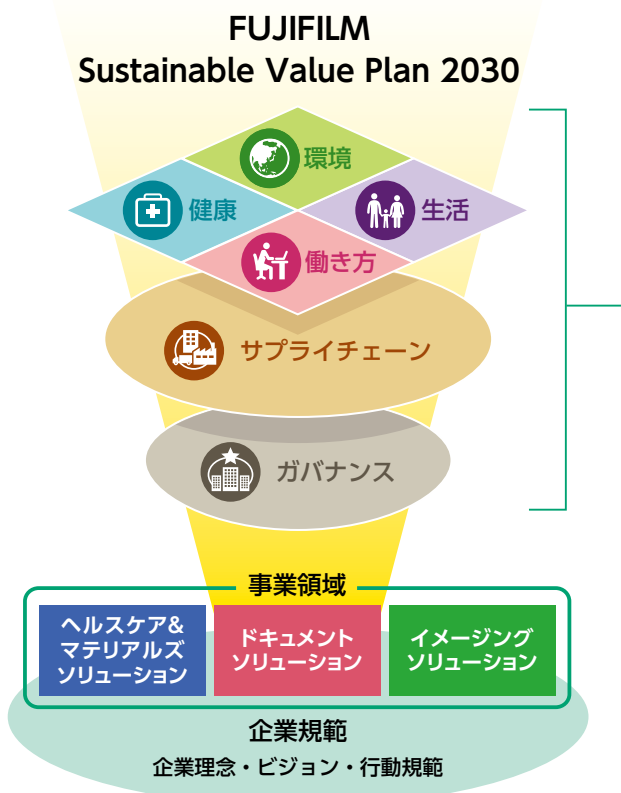 FUJIFILM
Sustainable Value Plan 2030
環境
健康
生活
働き方
サプライチェーン
ガバナンス
事業領域
ヘルスケア&
マテリアルズ
ソリューション
ドキュメント
ソリューション
イメージング
ソリューション
企業規範
企業理念・ビジョン・行動規範